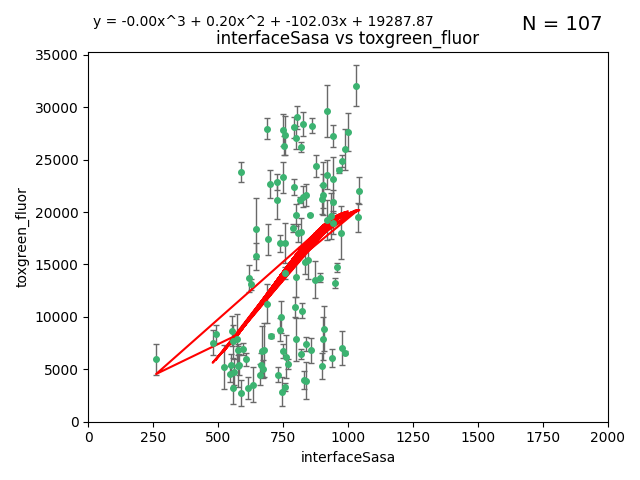 y = -0.00x^3 + 0.20x^2 + -102.03x + 19287.87
N = 107
interfaceSasa vs toxgreen_fluor
35000
30000
25000
20000
15000
10000
5000
0
toxgreen_fluor
0 250 500 750 1000 1250 1500 1750 2000
interfaceSasa